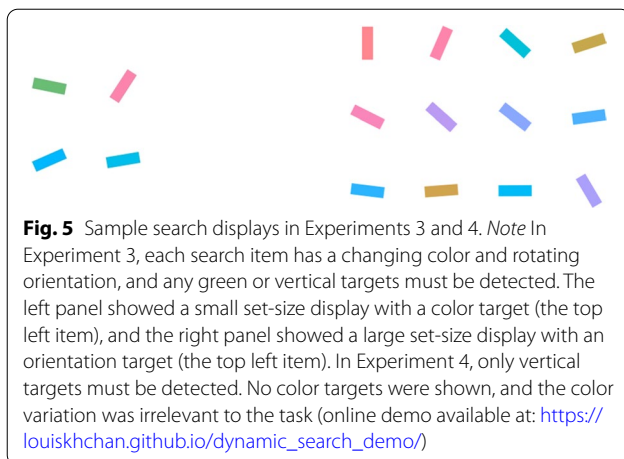 Fig. 5 Sample search displays in Experiments 3 and 4. Note In
Experiment 3, each search item has a changing color and rotating
orientation, and any green or vertical targets must be detected. The
left panel showed a small set-size display with a color target (the top
left item), and the right panel showed a large set-size display with an
orientation target (the top left item). In Experiment 4, only vertical
targets must be detected. No color targets were shown, and the color
variation was irrelevant to the task (online demo available at: https://
louiskhchan.github.io/dynamic_search_demo/)